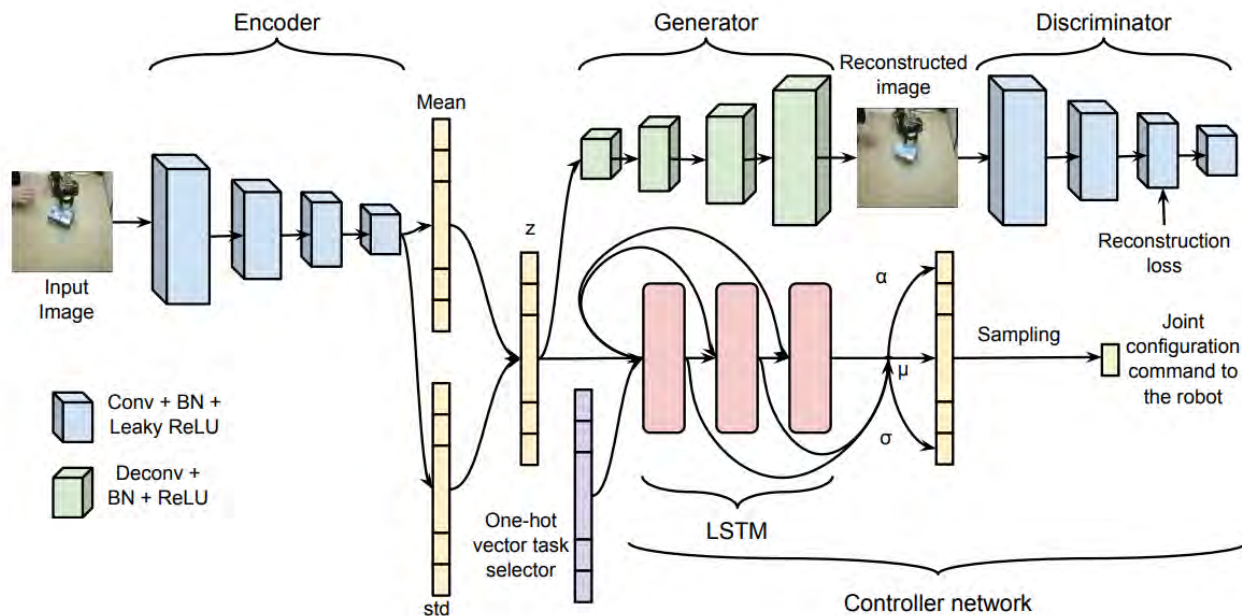 Encoder
Generator
Discriminator
Mean
Reconstructed
image
Input
Image
z
Reconstruction
loss
α
μ
σ
Sampling
Joint
configuration
command to
the robot
Conv + BN +
Leaky ReLU
Deconv +
BN + ReLU
One-hot
vector task
selector
std
LSTM
Controller network